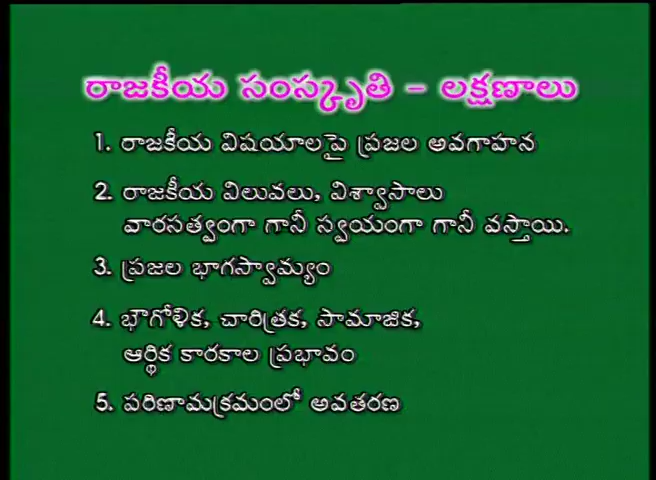 రాజకీయ సంస్కృతి – లక్షణాలు
1. రాజకీయ విషయాలపై ప్రజల అవగాహన
2. రాజకీయ విలువలు, విశ్వాసాలు
వారసత్వంగా గానీ స్వయంగా గానీ వస్తాయి.
3. ప్రజల భాగస్వామ్యం
4. భౌగోళిక, చారిత్రక, సామాజిక,
ఆర్థిక కారకాల ప్రభావం
5. పరిణామక్రమంలో అవతరణ